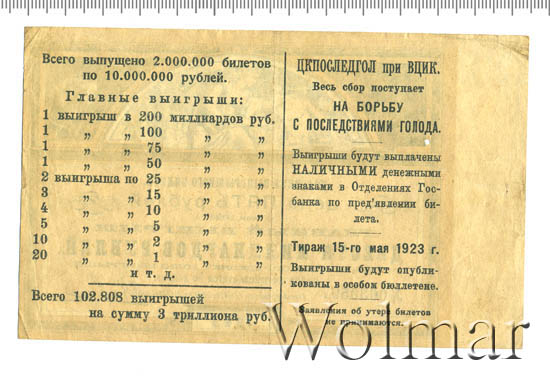 Всего выпущено 2.000.000 билетов
по 10.000.000 рублей.
Главные выигрыши:
1 выигрыш в 200 миллиардов руб.
1 „ „ 100 „ „
1 „ „ 75 „ „
1 „ „ 50 „ „
2 выигрыша по 25 „ „
3 „ „ 15 „ „
4 „ „ 10 „ „
5 „ „ 5 „ „
10 „ „ 2 „ „
20 „ „ 1 „ „
и т. д.
Всего 102.808 выигрышей
на сумму 3 триллиона руб.
ЦКПОСЛЕДГОЛ при ВЦИК.
Весь сбор поступает
НА БОРЬБУ
С ПОСЛЕДСТВИЯМИ ГОЛОДА.
Выигрыши будут выплачены
НАЛИЧНЫМИ денежными
знаками в Отделениях Гос-
банка по пред'явлении би-
лета.
Тираж 15-го мая 1923 г.
Выигрыши будут опубли-
кованы в особом бюллетене.
Заявления об утере билетов
не принимаются.
Wolmar